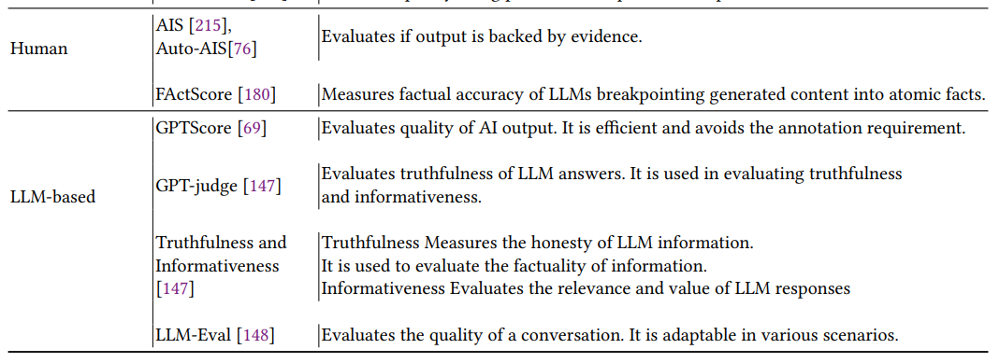 Human
AIS [215],
Auto-AIS[76]
Evaluates if output is backed by evidence.
FActScore [180]
Measures factual accuracy of LLMs breakpointing generated content into atomic facts.
LLM-based
GPTScore [69]
Evaluates quality of AI output. It is efficient and avoids the annotation requirement.
GPT-judge [147]
Evaluates truthfulness of LLM answers. It is used in evaluating truthfulness
and informativeness.
Truthfulness and
Informativeness
[147]
Truthfulness Measures the honesty of LLM information.
It is used to evaluate the factuality of information.
Informativeness Evaluates the relevance and value of LLM responses
LLM-Eval [148]
Evaluates the quality of a conversation. It is adaptable in various scenarios.